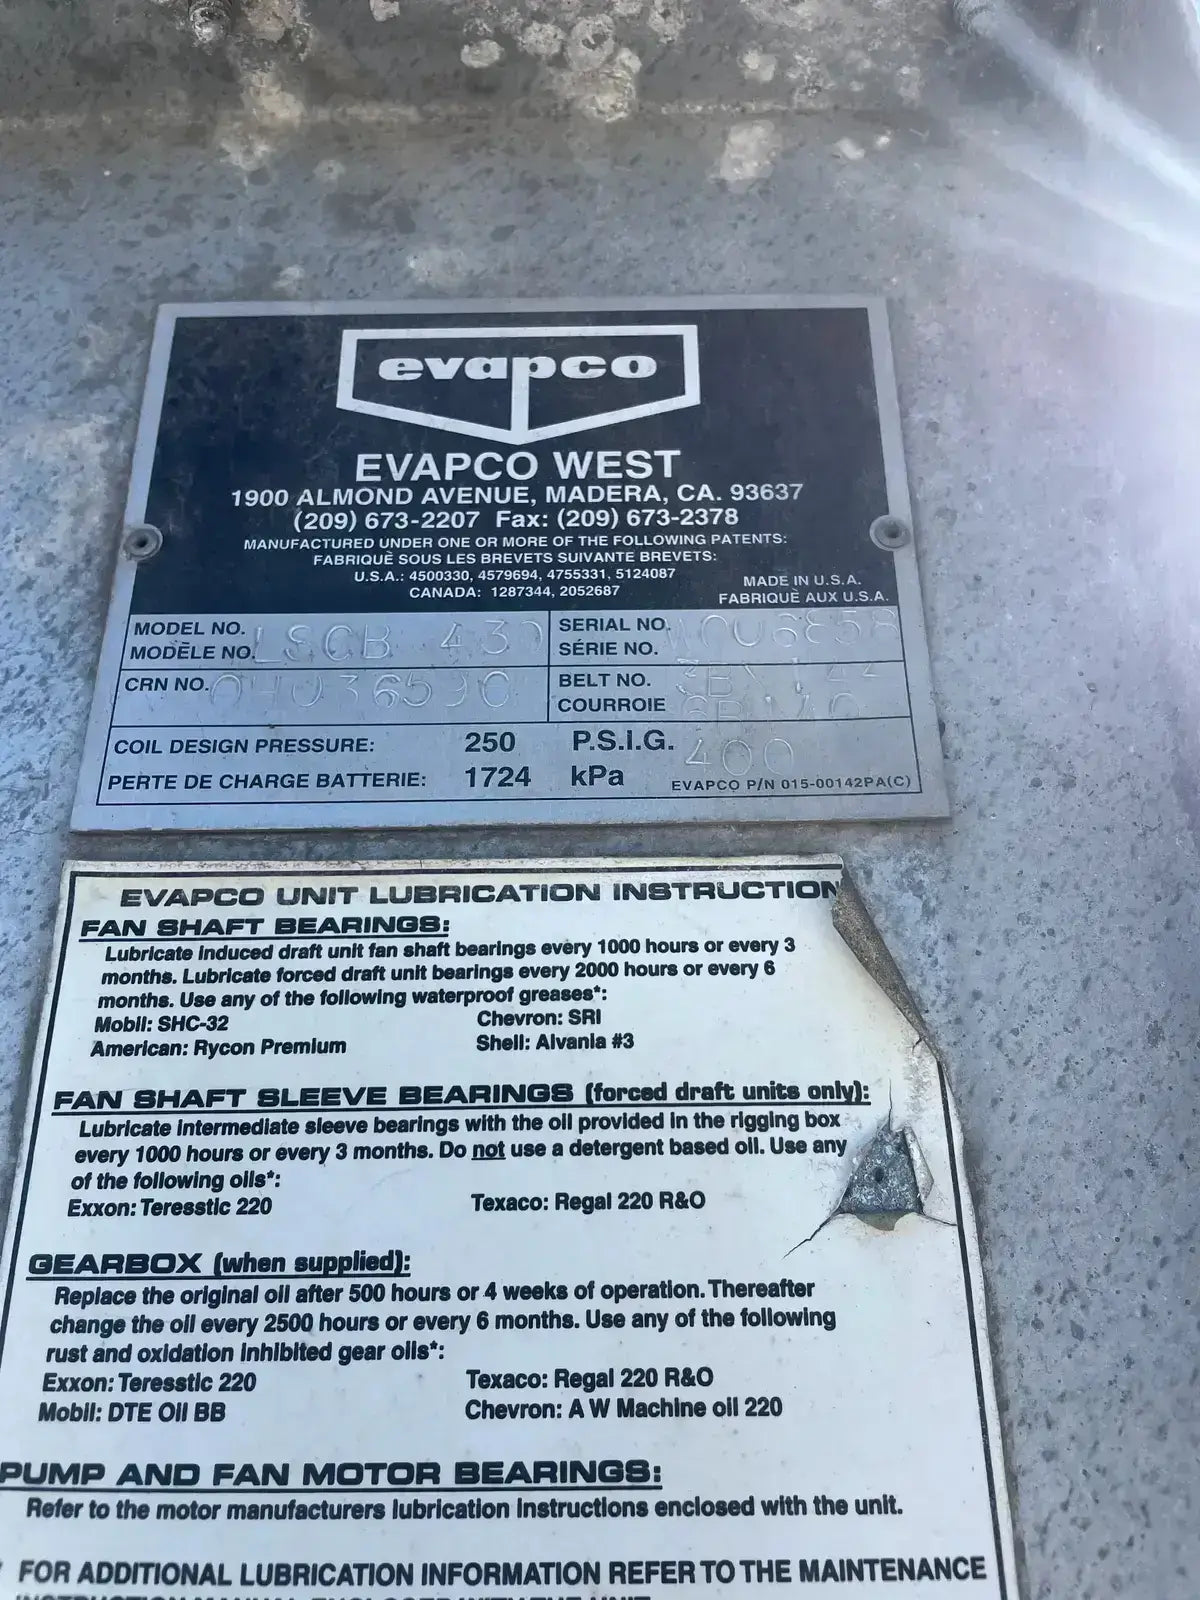 evapco
EVAPCO WEST
1900 ALMOND AVENUE, MADERA, CA. 93637
(209) 673-2207 Fax: (209) 673-2378
MANUFACTURED UNDER ONE OR MORE OF THE FOLLOWING PATENTS:
FABRIQUÈ SOUS LES BREVETS SUIVANTE BREVETS:
U.S.A.: 4500330, 4579694, 4755331, 5124087
CANADA: 1287344, 2052687
MADE IN U.S.A.
FABRIQUÈ AUX U.S.A.
MODEL NO.
MODÈLE NO. LSCB
SERIAL NO.
SÉRIE NO.
CRN NO.
BELT NO.
COURROIE
COIL DESIGN PRESSURE: 250 P.S.I.G. 400
PERTE DE CHARGE BATTERIE: 1724 kPa
EVAPCO P/N 015-00142PA(C)
EVAPCO UNIT LUBRICATION INSTRUCTION
FAN SHAFT BEARINGS:
Lubricate induced draft unit fan shaft bearings every 1000 hours or every 3
months. Lubricate forced draft unit bearings every 2000 hours or every 6
months. Use any of the following waterproof greases*:
Mobil: SHC-32 Chevron: SRI
American: Rycon Premium Shell: Alvania #3
FAN SHAFT SLEEVE BEARINGS (forced draft units only):
Lubricate intermediate sleeve bearings with the oil provided in the rigging box
every 1000 hours or every 3 months. Do not use a detergent based oil. Use any
of the following oils*:
Exxon: Teresstic 220 Texaco: Regal 220 R&O
GEARBOX (when supplied):
Replace the original oil after 500 hours or 4 weeks of operation. Thereafter
change the oil every 2500 hours or every 6 months. Use any of the following
rust and oxidation inhibited gear oils*:
Exxon: Teresstic 220 Texaco: Regal 220 R&O
Mobil: DTE Oil BB Chevron: A W Machine oil 220
PUMP AND FAN MOTOR BEARINGS:
Refer to the motor manufacturers lubrication instructions enclosed with the unit.
FOR ADDITIONAL LUBRICATION INFORMATION REFER TO THE MAINTENANCE